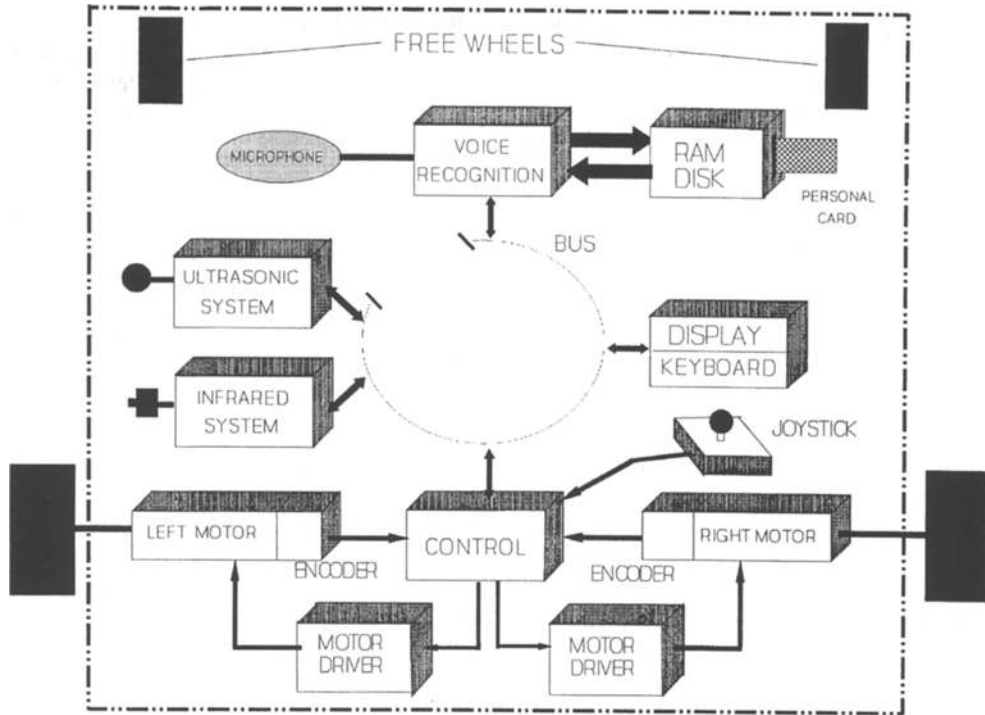 FREE WHEELS
MICROPHONE
VOICE
RECOGNITION
RAM
DISK
PERSONAL
CARD
BUS
ULTRASONIC
SYSTEM
DISPLAY
KEYBOARD
INFRARED
SYSTEM
JOYSTICK
LEFT MOTOR
ENCODER
CONTROL
ENCODER
RIGHT MOTOR
MOTOR
DRIVER
MOTOR
DRIVER